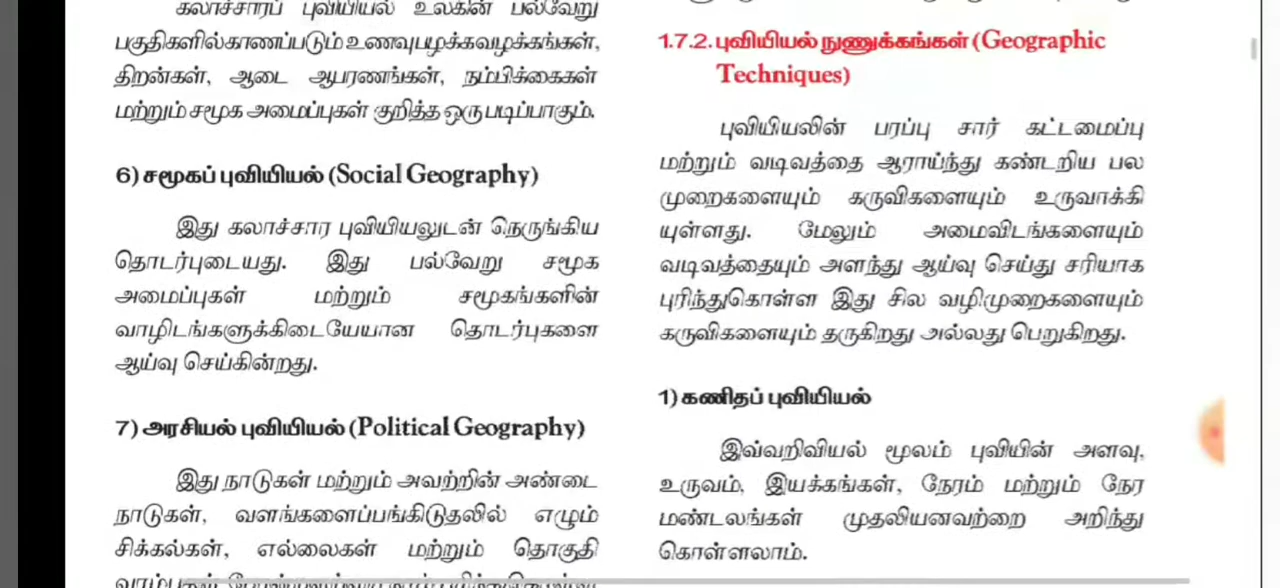 கலாச்சாரப் புவியியல் உலகின் பல்வேறு
பகுதிகளில்காணப்படும் உணவுபழக்கவழக்கங்கள்,
திறன்கள், ஆடை ஆபரணங்கள், நம்பிக்கைகள்
மற்றும் சமூக அமைப்புகள் குறித்த ஒரு படிப்பாகும்.
6) சமூகப் புவியியல் (Social Geography)
இது கலாச்சார புவியியலுடன் நெருங்கிய
தொடர்புடையது. இது பல்வேறு சமூக
அமைப்புகள் மற்றும் சமூகங்களின்
வாழிடங்களுக்கிடையேயான தொடர்புகளை
ஆய்வு செய்கின்றது.
7) அரசியல் புவியியல் (Political Geography)
இது நாடுகள் மற்றும் அவற்றின் அண்டை
நாடுகள், வளங்களைப்பங்கிடுதலில் எழும்
சிக்கல்கள், எல்லைகள் மற்றும் தொகுதி
1.7.2. புவியியல் நுணுக்கங்கள் (Geographic
Techniques)
புவியியலின் பரப்பு சார் கட்டமைப்பு
மற்றும் வடிவத்தை ஆராய்ந்து கண்டறிய பல
முறைகளையும் கருவிகளையும் உருவாக்கி
யுள்ளது. மேலும் அமைவிடங்களையும்
வடிவத்தையும் அளந்து ஆய்வு செய்து சரியாக
புரிந்துகொள்ள இது சில வழிமுறைகளையும்
கருவிகளையும் தருகிறது அல்லது பெறுகிறது.
1) கணிதப் புவியியல்
இவ்வறிவியல் மூலம் புவியின் அளவு,
உருவம், இயக்கங்கள், நேரம் மற்றும் நேர
மண்டலங்கள் முதலியனவற்றை அறிந்து
கொள்ளலாம்.